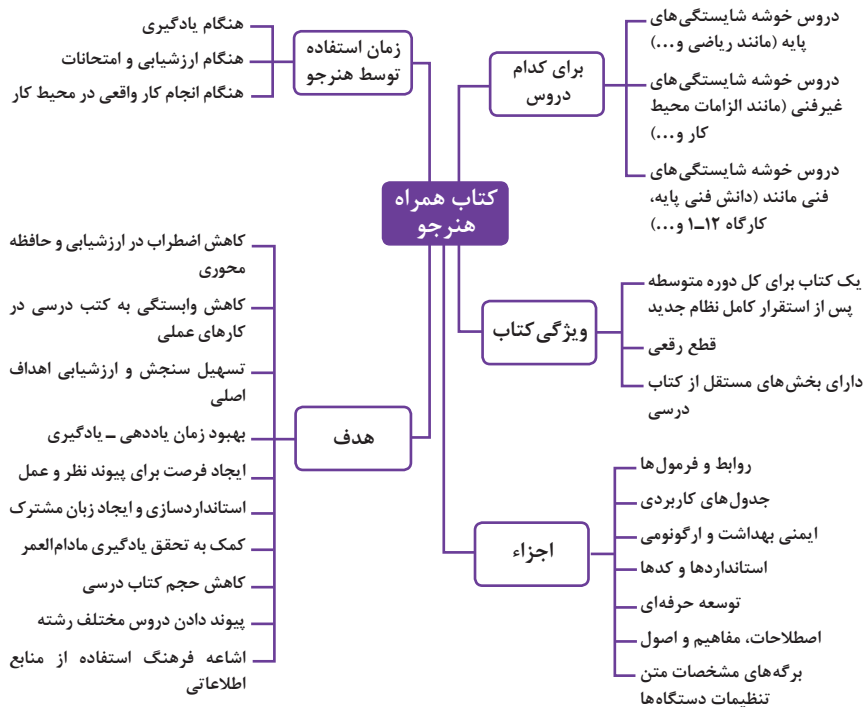 کتاب همراه
هنرجو
برای کدام
دروس
دروس خوشه شایستگی‌های
پایه (مانند ریاضی و...)
دروس خوشه شایستگی‌های
غیرفنی (مانند الزامات محیط
کار و...)
دروس خوشه شایستگی‌های
فنی مانند (دانش فنی پایه،
کارگاه ۱۲–۱ و...)
ویژگی کتاب
یک کتاب برای کل دوره متوسطه
پس از استقرار کامل نظام جدید
قطع رقعی
دارای بخش‌های مستقل از کتاب
درسی
اجزاء
روابط و فرمول‌ها
جدول‌های کاربردی
ایمنی بهداشت و ارگونومی
استانداردها و کدها
توسعه حرفه‌ای
اصطلاحات، مفاهیم و اصول
برگه‌های مشخصات متن
تنظیمات دستگاه‌ها
زمان استفاده
توسط هنرجو
هنگام یادگیری
هنگام ارزشیابی و امتحانات
هنگام انجام کار واقعی در محیط کار
هدف
کاهش اضطراب در ارزشیابی و حافظه
محوری
کاهش وابستگی به کتب درسی در
کارهای عملی
تسهیل سنجش و ارزشیابی اهداف
اصلی
بهبود زمان یاددهی – یادگیری
ایجاد فرصت برای پیوند نظر و عمل
استانداردسازی و ایجاد زبان مشترک
کمک به تحقق یادگیری مادام‌العمر
کاهش حجم کتاب درسی
پیوند دادن دروس مختلف رشته
اشاعه فرهنگ استفاده از منابع
اطلاعاتی